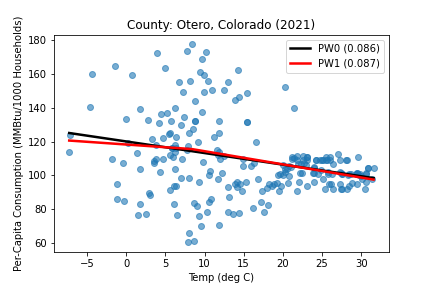 County: Otero, Colorado (2021)
Per-Capita Consumption (MMBtu/1000 Households)
180
160
140
120
100
80
60
PW0 (0.086)
PW1 (0.087)
−5 0 5 10 15 20 25 30
Temp (deg C)